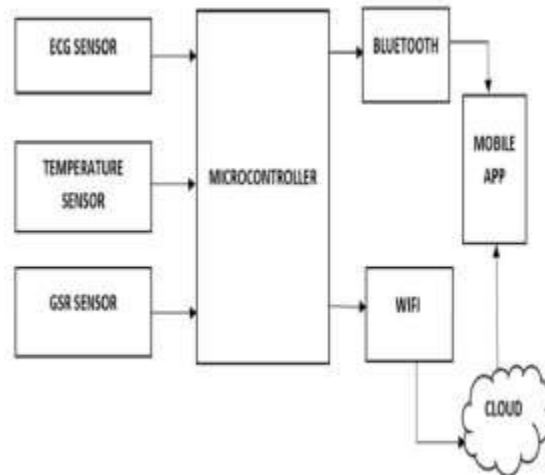 ECG SENSOR
BLUETOOTH
MOBILE
APP
TEMPERATURE
SENSOR
MICROCONTROLLER
GSR SENSOR
WIFI
CLOUD